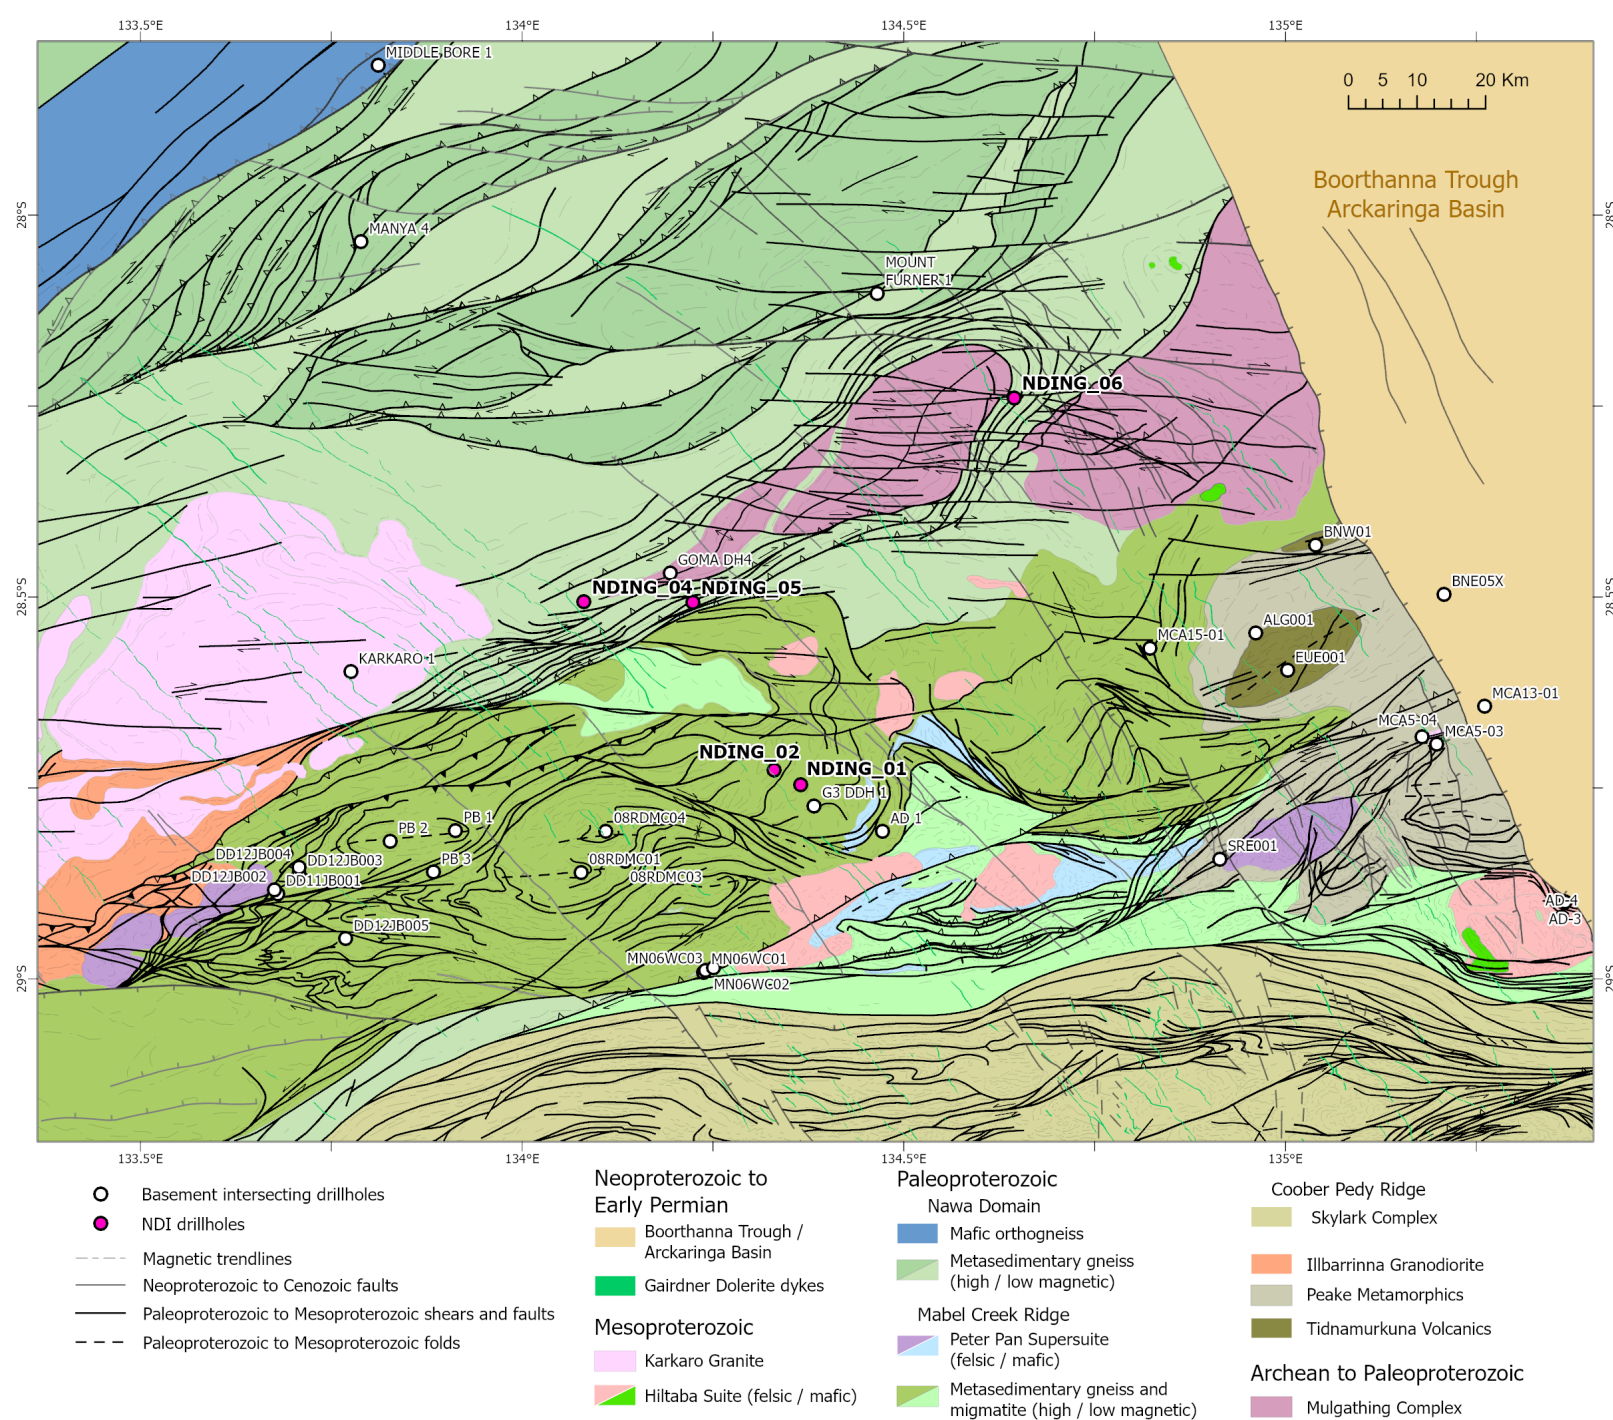 133.5°E
134°E
134.5°E
135°E
MIDDLE BORE 1
0 5 10 20 Km
Boorthanna Trough
Arckaringa Basin
28°S
28°S
MANYA 4
MOUNT
FURNER 1
NDING_06
BNW01
GOMA DH4
NDING_04
NDING_05
BNE05X
28.5°S
28.5°S
ALG001
MCA15-01
EUE001
KARKARO 1
MCA13-01
MCA5-04
MCA5-03
NDING_02
NDING_01
G3 DDH 1
PB 1
08RDMC04
AD 1
PB 2
SRE001
DD12JB004
DD12JB003
PB 3
08RDMC01
DD12JB002
DD11JB001
08RDMC03
AD-4
AD-3
DD12JB005
MN06WC03
MN06WC01
MN06WC02
29°S
29°S
133.5°E
134°E
134.5°E
135°E
Basement intersecting drillholes
NDI drillholes
Magnetic trendlines
Neoproterozoic to Cenozoic faults
Paleoproterozoic to Mesoproterozoic shears and faults
Paleoproterozoic to Mesoproterozoic folds
Neoproterozoic to
Early Permian
Boorthanna Trough /
Arckaringa Basin
Gairdner Dolerite dykes
Mesoproterozoic
Karkaro Granite
Hiltaba Suite (felsic / mafic)
Paleoproterozoic
Nawa Domain
Mafic orthogneiss
Metasedimentary gneiss
(high / low magnetic)
Mabel Creek Ridge
Peter Pan Supersuite
(felsic / mafic)
Metasedimentary gneiss and
migmatite (high / low magnetic)
Coober Pedy Ridge
Skylark Complex
Illbarrinna Granodiorite
Peake Metamorphics
Tidnamurkuna Volcanics
Archean to Paleoproterozoic
Mulgathing Complex